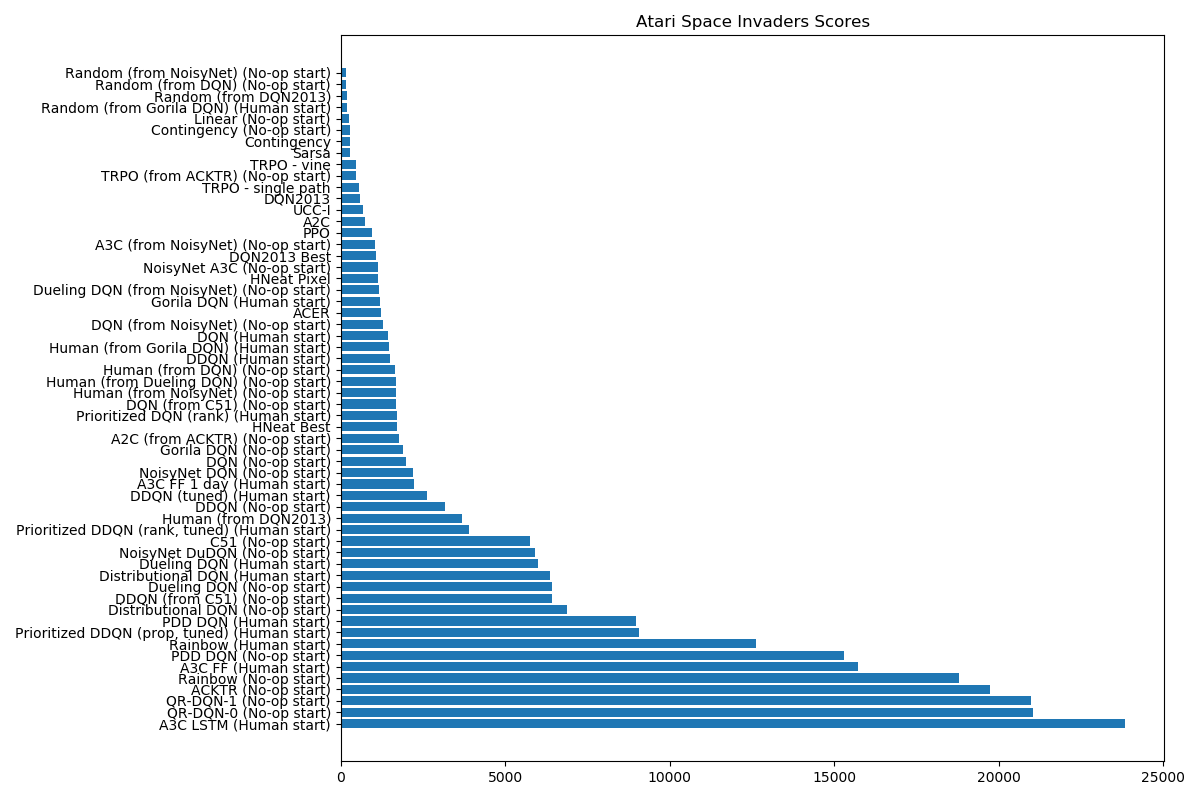 Atari Space Invaders Scores
Random (from NoisyNet) (No-op start)
Random (from DQN) (No-op start)
Random (from DQN2013)
Random (from Gorila DQN) (Human start)
Linear (No-op start)
Contingency (No-op start)
Contingency
Sarsa
TRPO - vine
TRPO (from ACKTR) (No-op start)
TRPO - single path
DQN2013
UCC-I
A2C
PPO
A3C (from NoisyNet) (No-op start)
DQN2013 Best
NoisyNet A3C (No-op start)
HNeat Pixel
Dueling DQN (from NoisyNet) (No-op start)
Gorila DQN (Human start)
ACER
DQN (from NoisyNet) (No-op start)
DQN (Human start)
Human (from Gorila DQN) (Human start)
DDQN (Human start)
Human (from DQN) (No-op start)
Human (from Dueling DQN) (No-op start)
Human (from NoisyNet) (No-op start)
DQN (from C51) (No-op start)
Prioritized DQN (rank) (Human start)
HNeat Best
A2C (from ACKTR) (No-op start)
Gorila DQN (No-op start)
DQN (No-op start)
NoisyNet DQN (No-op start)
A3C FF 1 day (Human start)
DDQN (tuned) (Human start)
DDQN (No-op start)
Human (from DQN2013)
Prioritized DDQN (rank, tuned) (Human start)
C51 (No-op start)
NoisyNet DuDQN (No-op start)
Dueling DQN (Human start)
Distributional DQN (Human start)
Dueling DQN (No-op start)
DDQN (from C51) (No-op start)
Distributional DQN (No-op start)
PDD DQN (Human start)
Prioritized DDQN (prop, tuned) (Human start)
Rainbow (Human start)
PDD DQN (No-op start)
A3C FF (Human start)
Rainbow (No-op start)
ACKTR (No-op start)
QR-DQN-1 (No-op start)
QR-DQN-0 (No-op start)
A3C LSTM (Human start)
0 5000 10000 15000 20000 25000